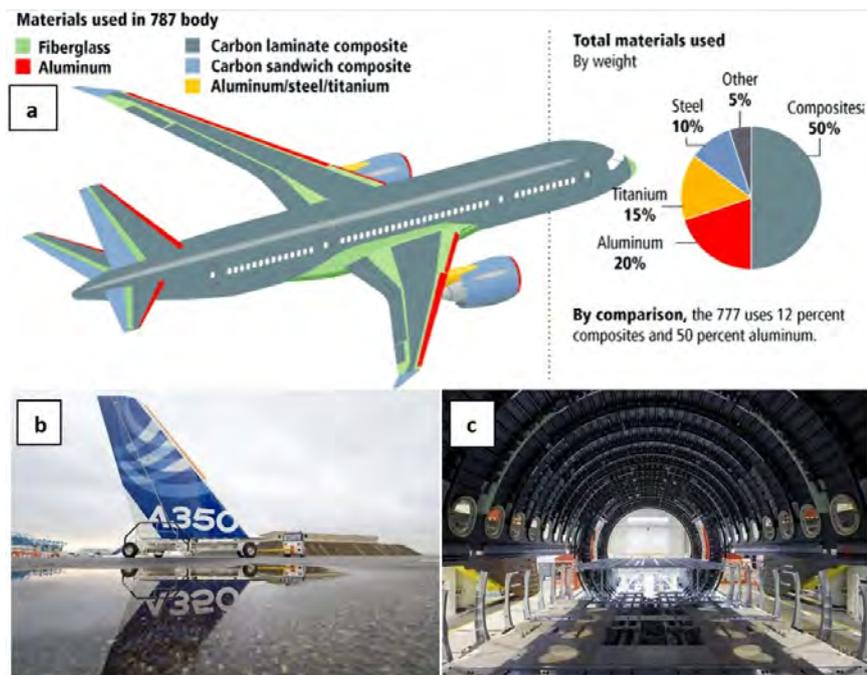 Materials used in 787 body
Fiberglass
Aluminum
Carbon laminate composite
Carbon sandwich composite
Aluminum/steel/titanium
a
Total materials used
By weight
Other
5%
Steel
10%
Composites
50%
Titanium
15%
Aluminum
20%
By comparison, the 777 uses 12 percent
composites and 50 percent aluminum.
b
A350
c